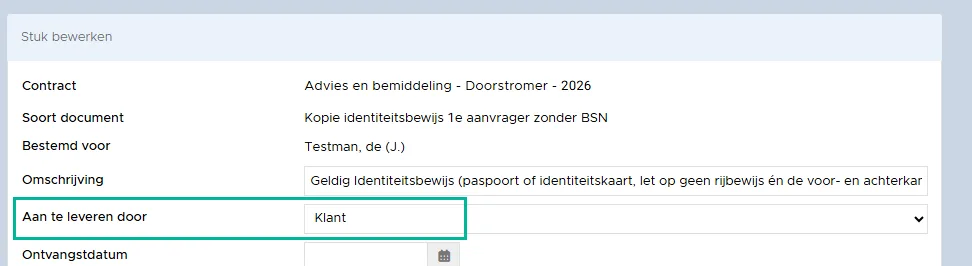 Stuk bewerken
Contract Advies en bemiddeling - Doorstromer - 2026
Soort document Kopie identiteitsbewijs 1e aanvrager zonder BSN
Bestemd voor Testman, de (J.)
Omschrijving Geldig Identiteitsbewijs (paspoort of identiteitskaart, let op geen rijbewijs én de voor- en achterkar
Aan te leveren door Klant
Ontvangstdatum